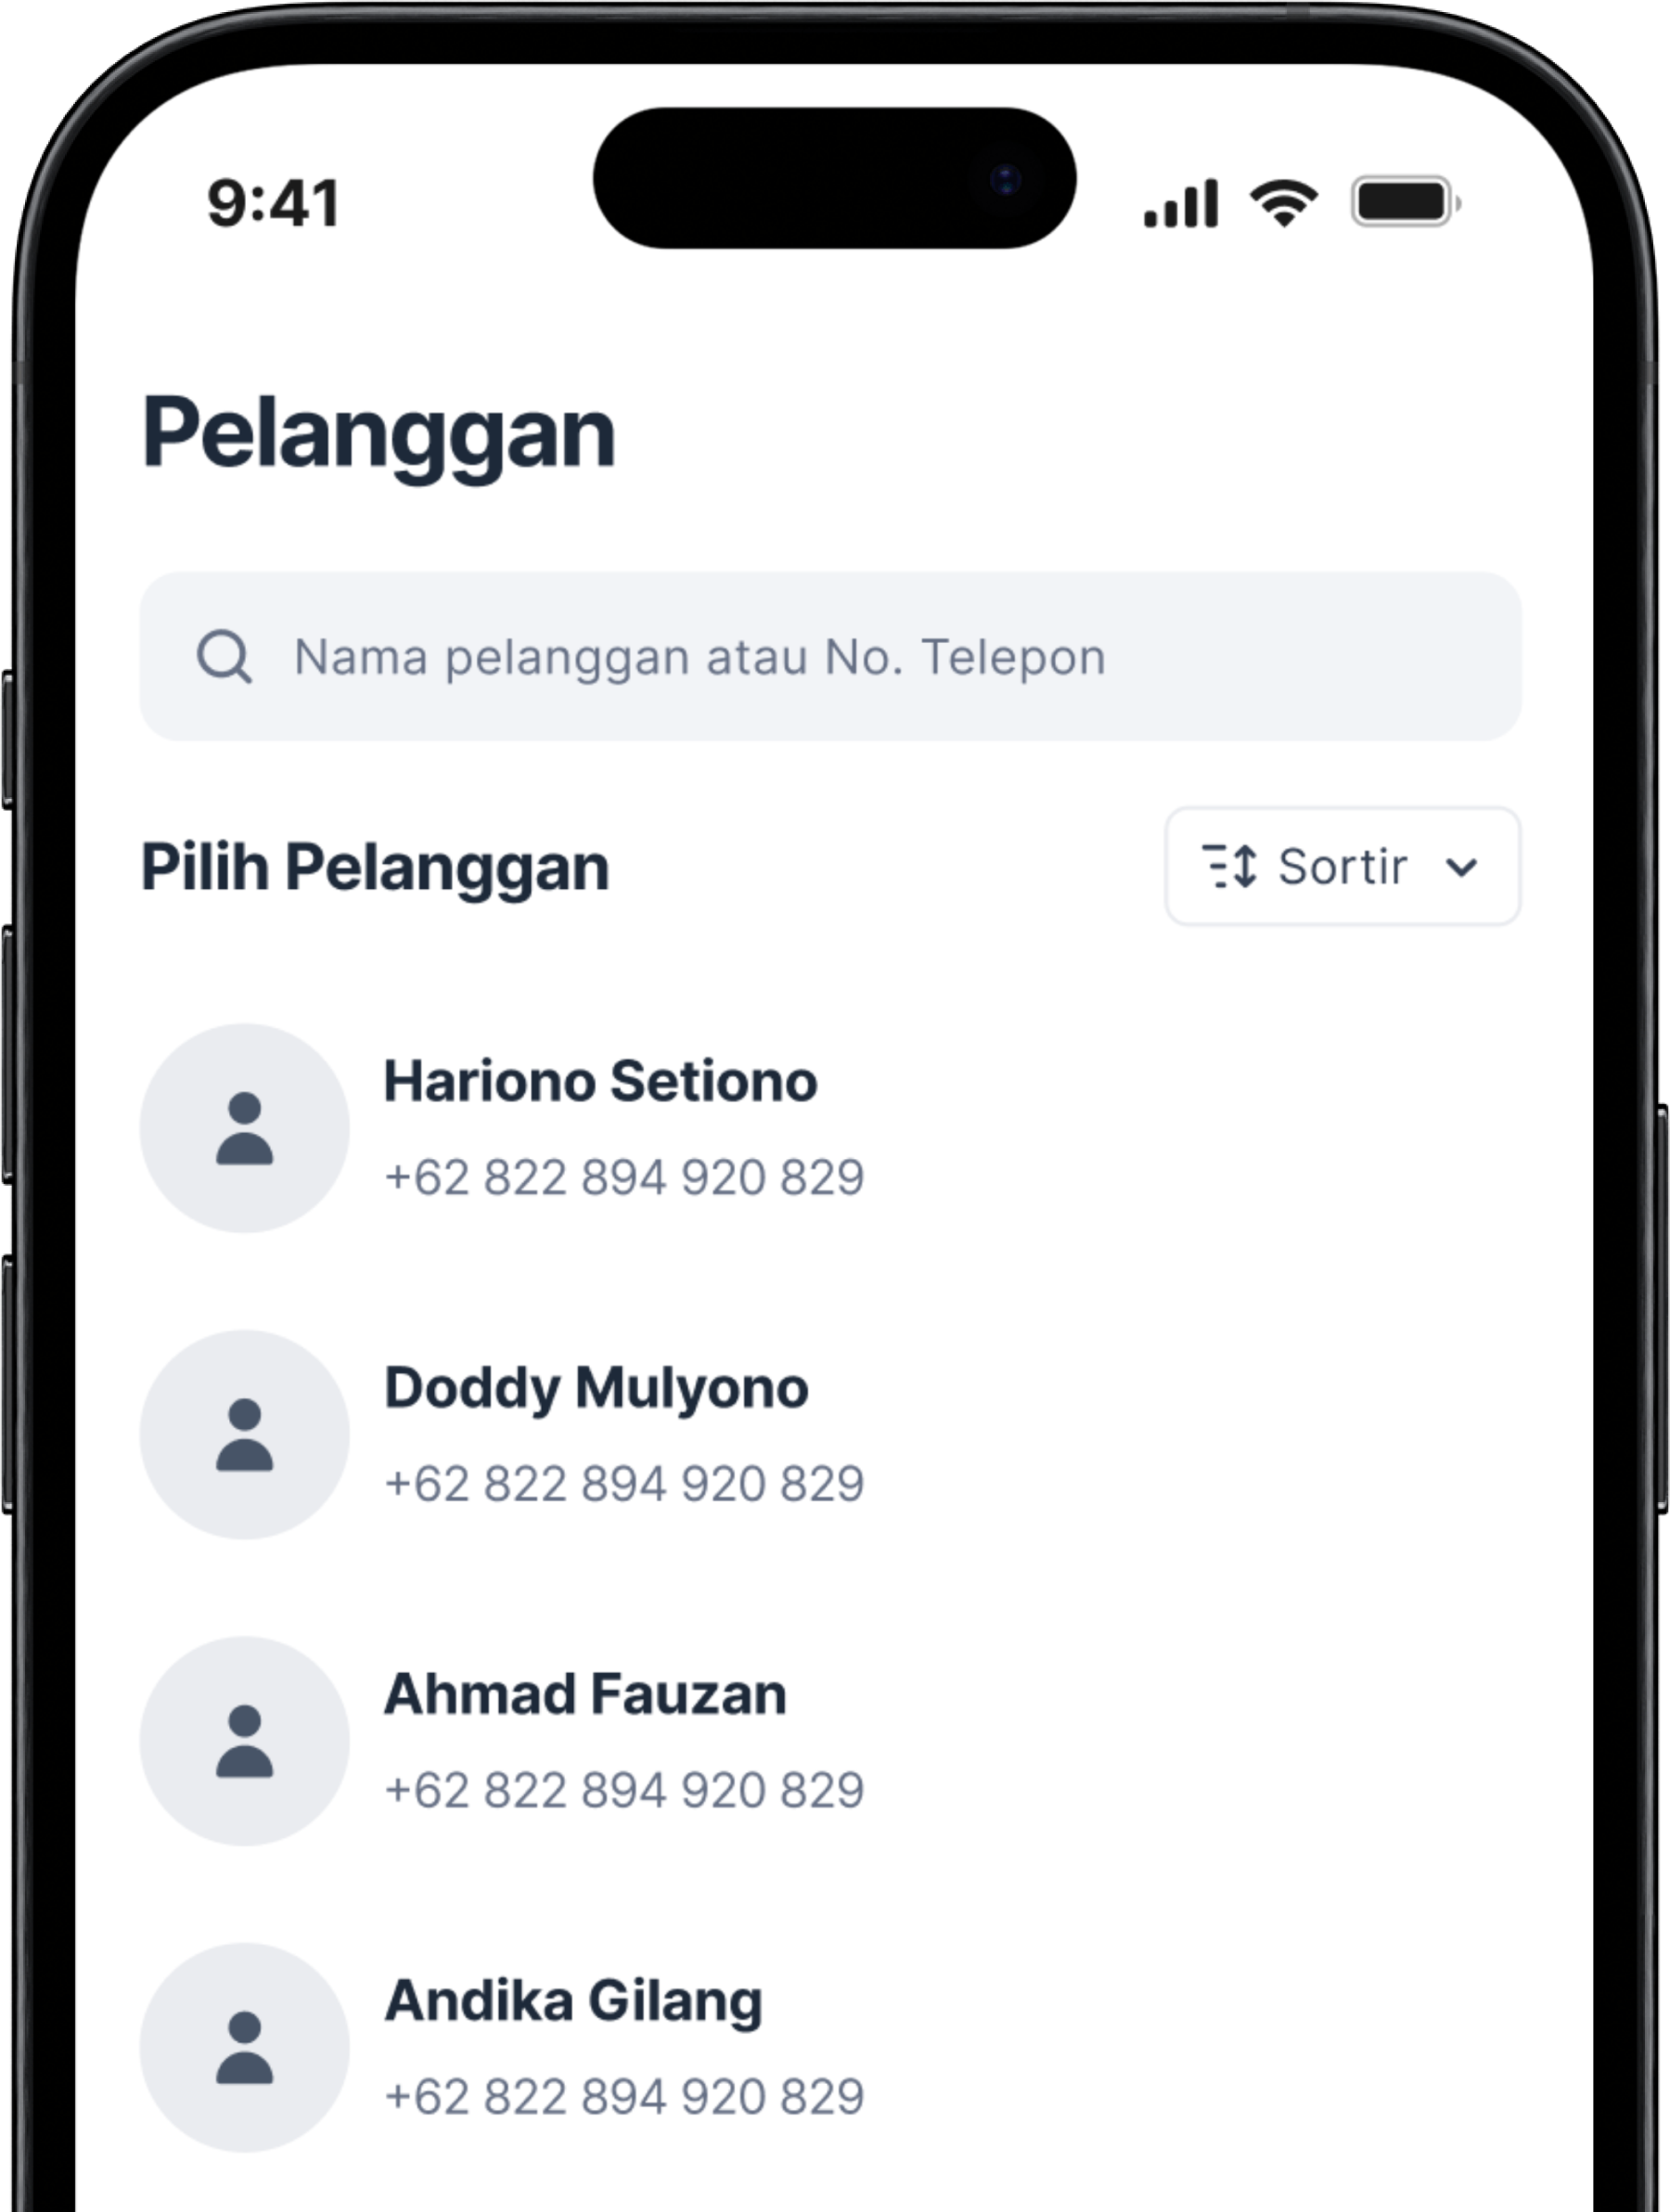 9:41
Pelanggan
Nama pelanggan atau No. Telepon
Pilih Pelanggan
Sortir
Hariono Setiono
+62 822 894 920 829
Doddy Mulyono
+62 822 894 920 829
Ahmad Fauzan
+62 822 894 920 829
Andika Gilang
+62 822 894 920 829